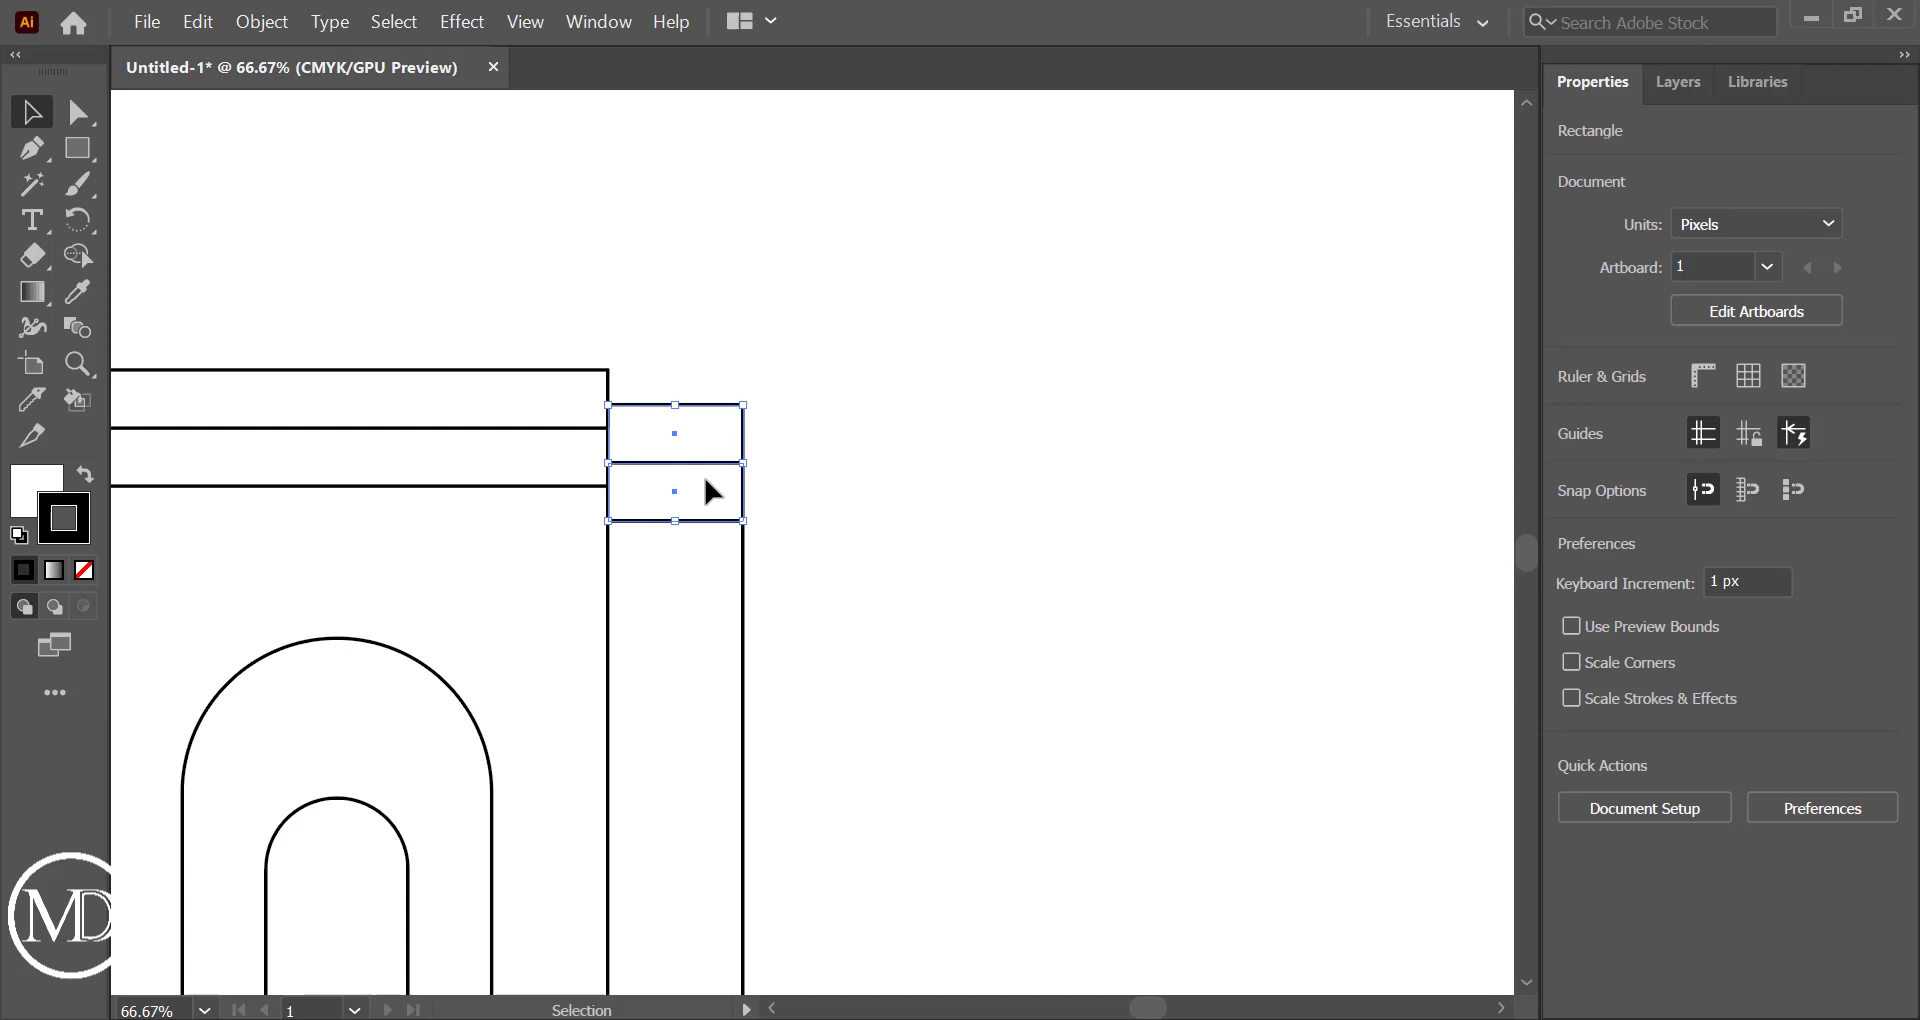 Ai File Edit Object Type Select Effect View Window Help Essentials Search Adobe Stock
Untitled-1* @ 66.67% (CMYK/GPU Preview)
Properties Layers Libraries
Rectangle
Document
Units: Pixels
Artboard: 1
Edit Artboards
Ruler & Grids
Guides
Snap Options
Preferences
Keyboard Increment: 1 px
Use Preview Bounds
Scale Corners
Scale Strokes & Effects
Quick Actions
Document Setup Preferences
MD
66.67% 1 Selection